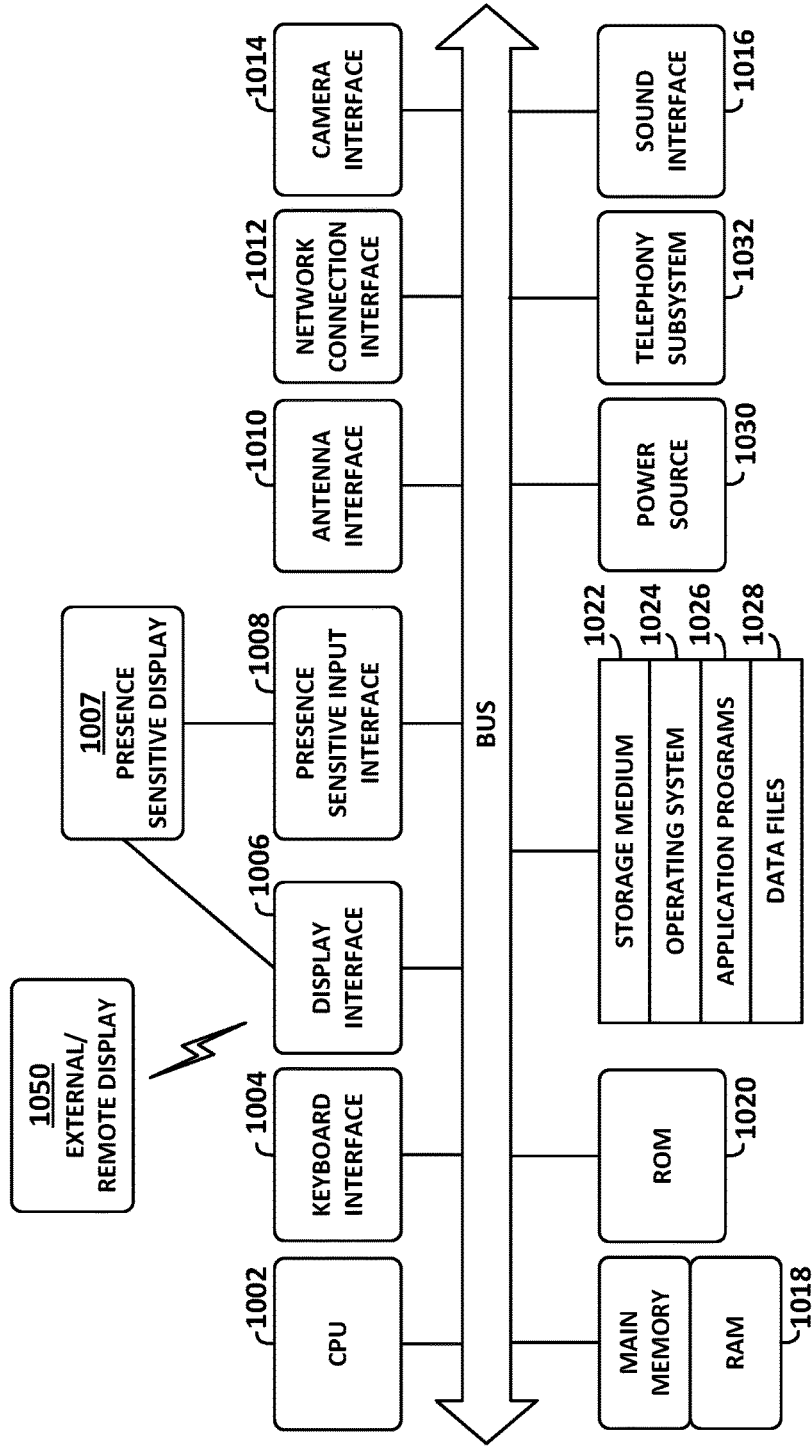 1050
EXTERNAL/
REMOTE DISPLAY
1007
PRESENCE
SENSITIVE DISPLAY
1002
CPU
1004
KEYBOARD
INTERFACE
1006
DISPLAY
INTERFACE
1008
PRESENCE
SENSITIVE INPUT
INTERFACE
1010
ANTENNA
INTERFACE
1012
NETWORK
CONNECTION
INTERFACE
1014
CAMERA
INTERFACE
BUS
MAIN
MEMORY
RAM
1018
ROM
1020
STORAGE MEDIUM
1022
OPERATING SYSTEM
1024
APPLICATION PROGRAMS
1026
DATA FILES
1028
POWER
SOURCE
1030
TELEPHONY
SUBSYSTEM
1032
SOUND
INTERFACE
1016